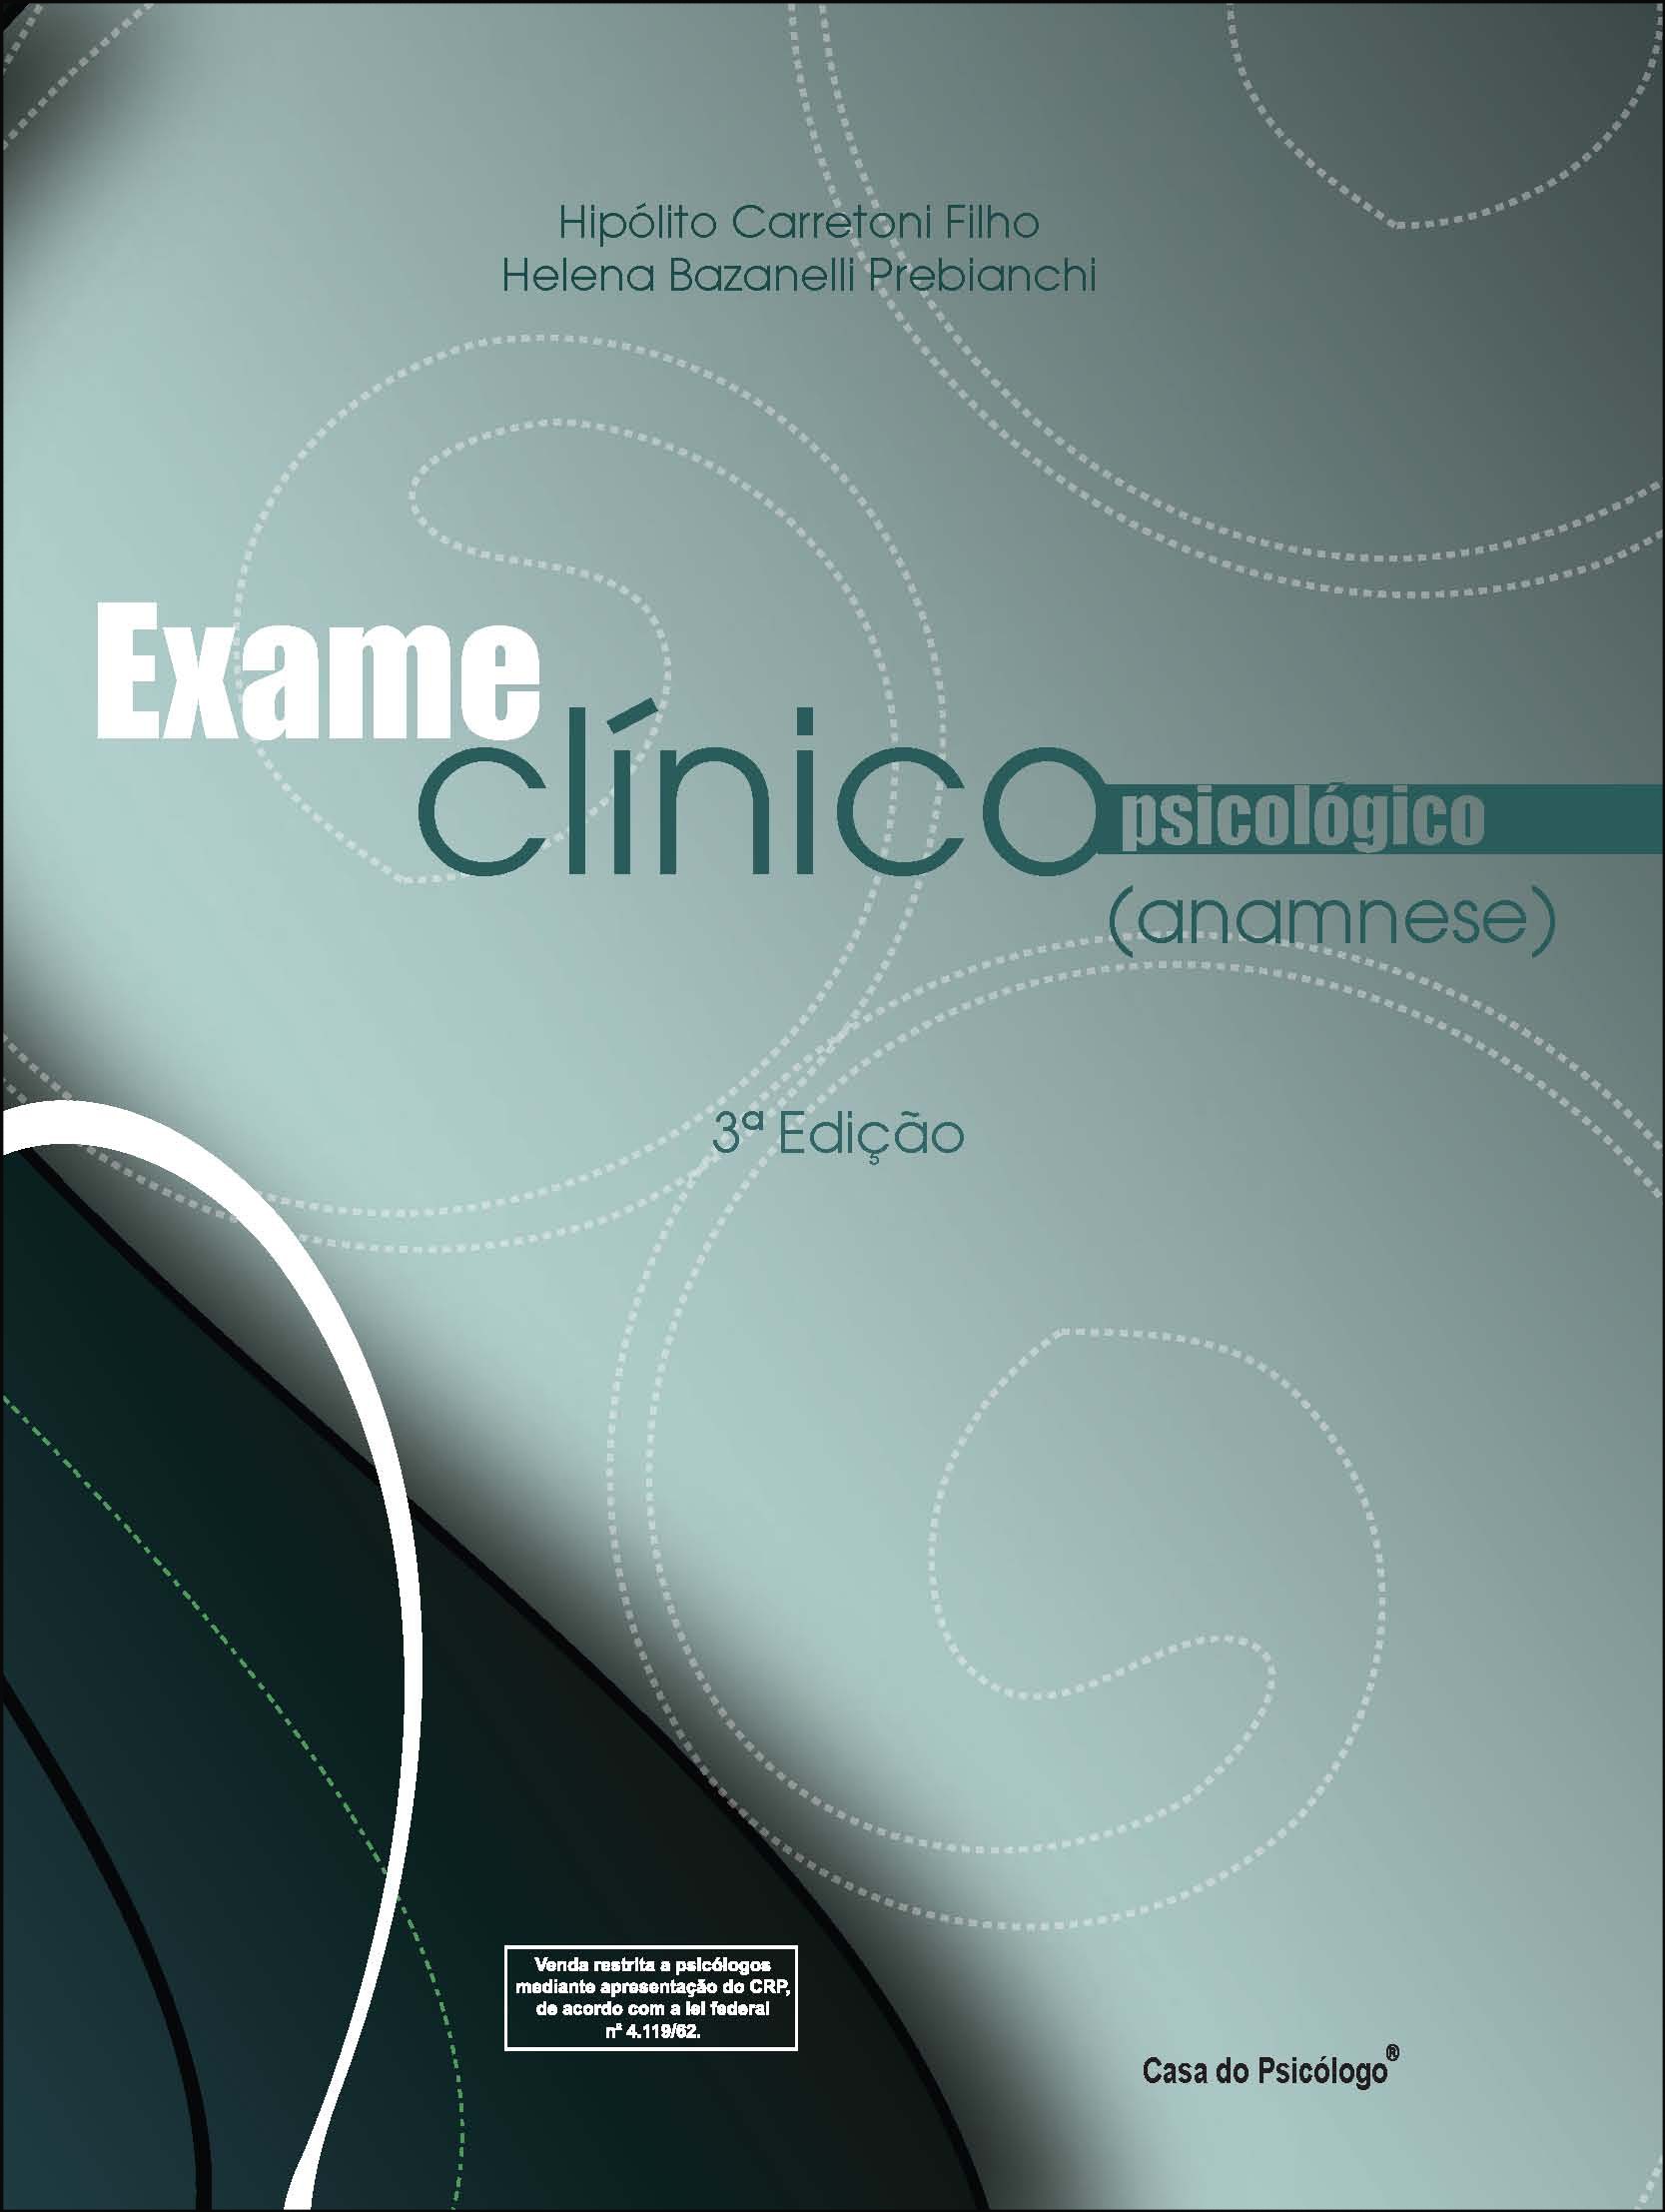 Hipólito Carretoni Filho
Helena Bazanelli Prebianchi
Exame
clínico psicológico
(anamnese)
3ª Edição
Venda restrita a psicólogos
mediante apresentação do CRP,
de acordo com a lei federal
nº 4.119/62.
Casa do Psicólogo®